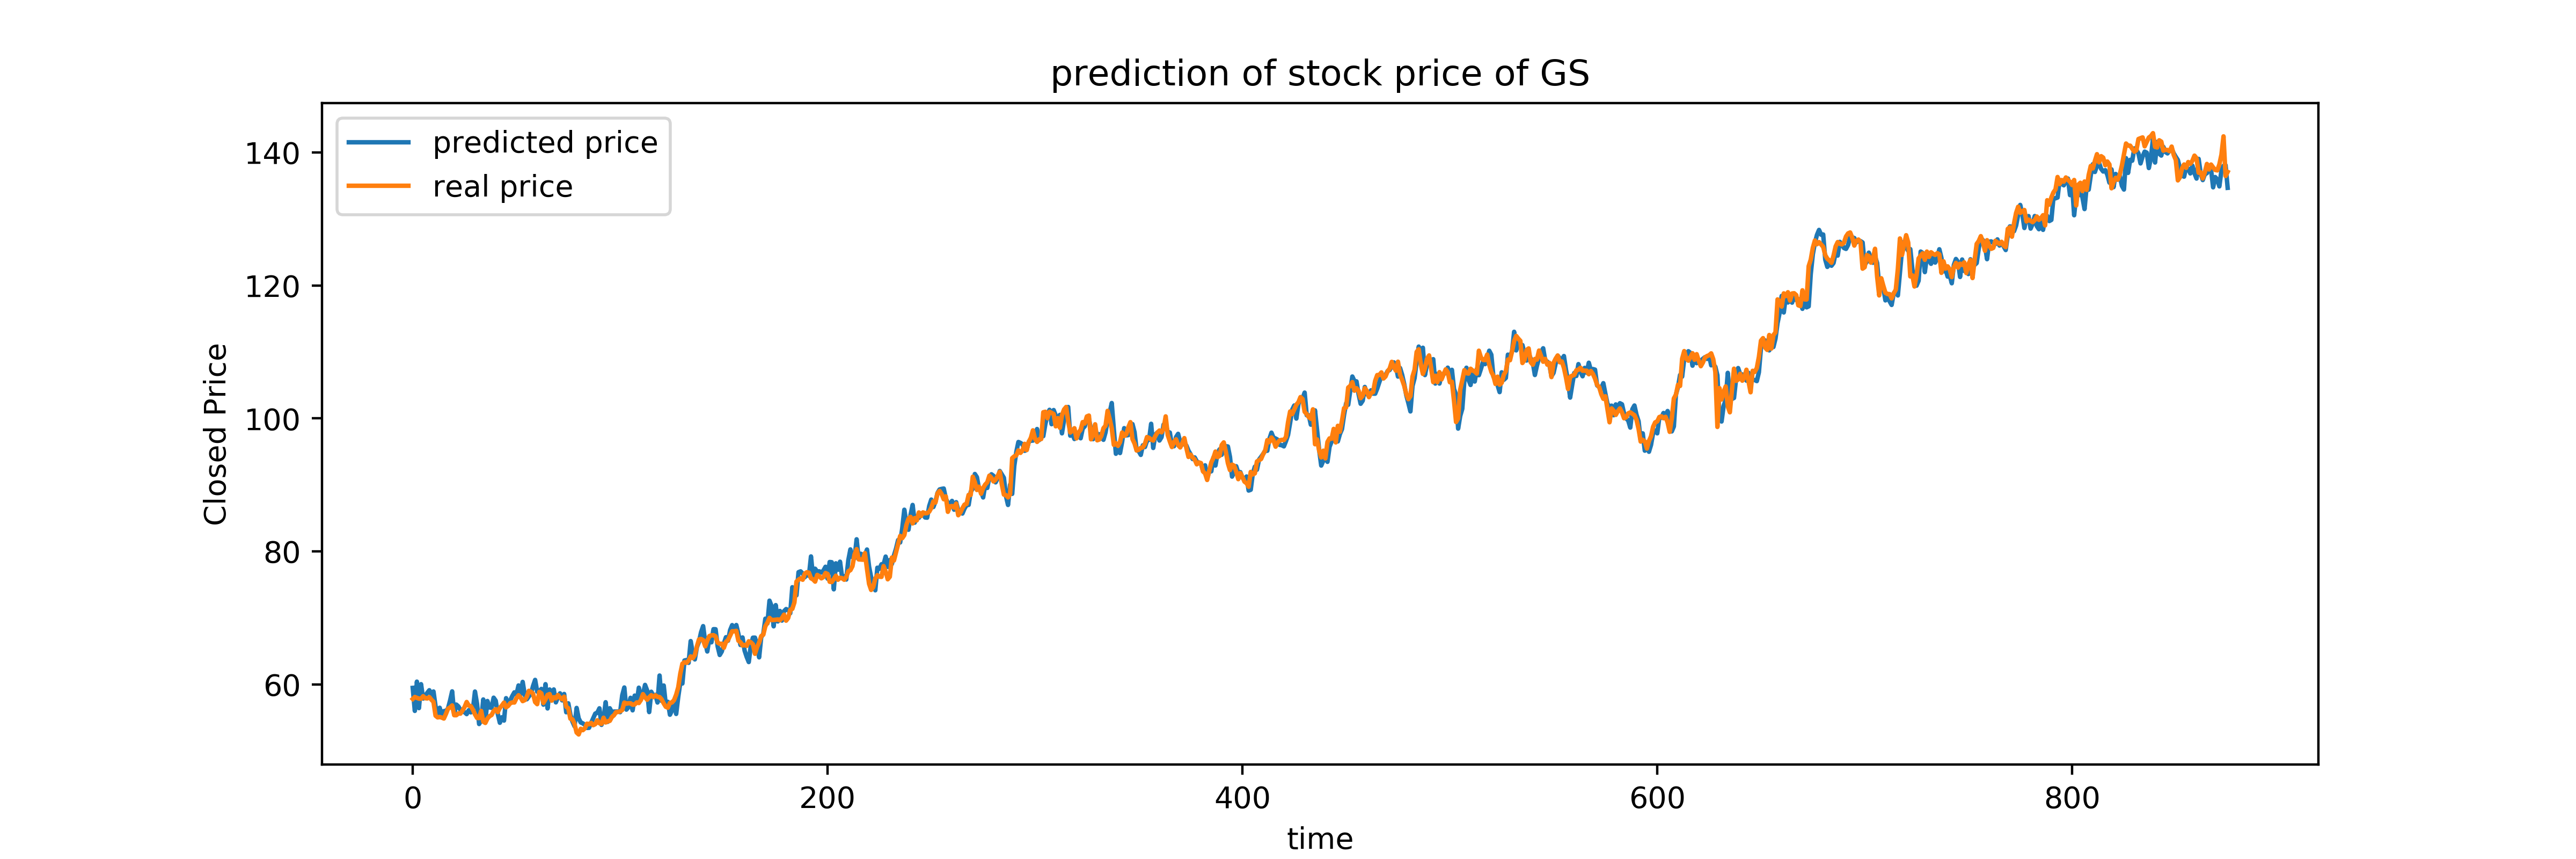 prediction of stock price of GS
predicted price
real price
140
120
100
80
60
Closed Price
0 200 400 600 800
time